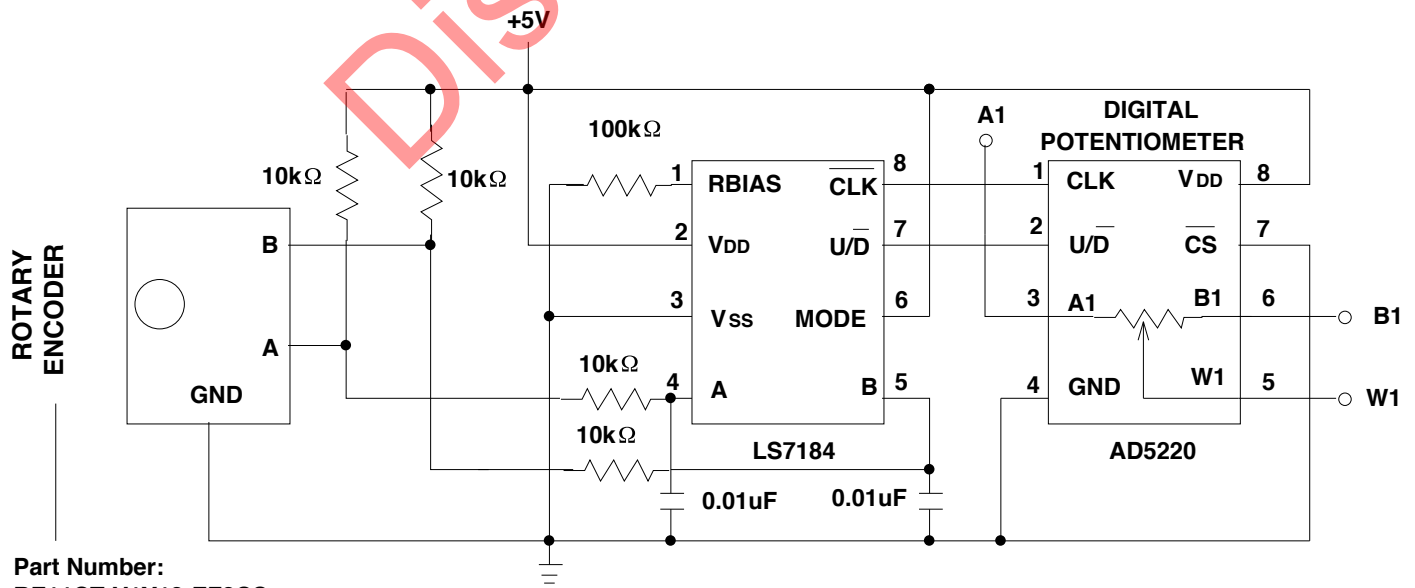 Dis
+5V
10kΩ
10kΩ
100kΩ
A1
DIGITAL
POTENTIOMETER
ROTARY
ENCODER
B
A
GND
1
RBIAS
CLK
8
2
VDD
U/D
7
3
VSS
MODE
6
10kΩ
4
A
B
5
10kΩ
LS7184
0.01uF
0.01uF
1
CLK
VDD
8
2
U/D
CS
7
3
A1
B1
6
B1
4
GND
W1
5
W1
AD5220
Part Number: